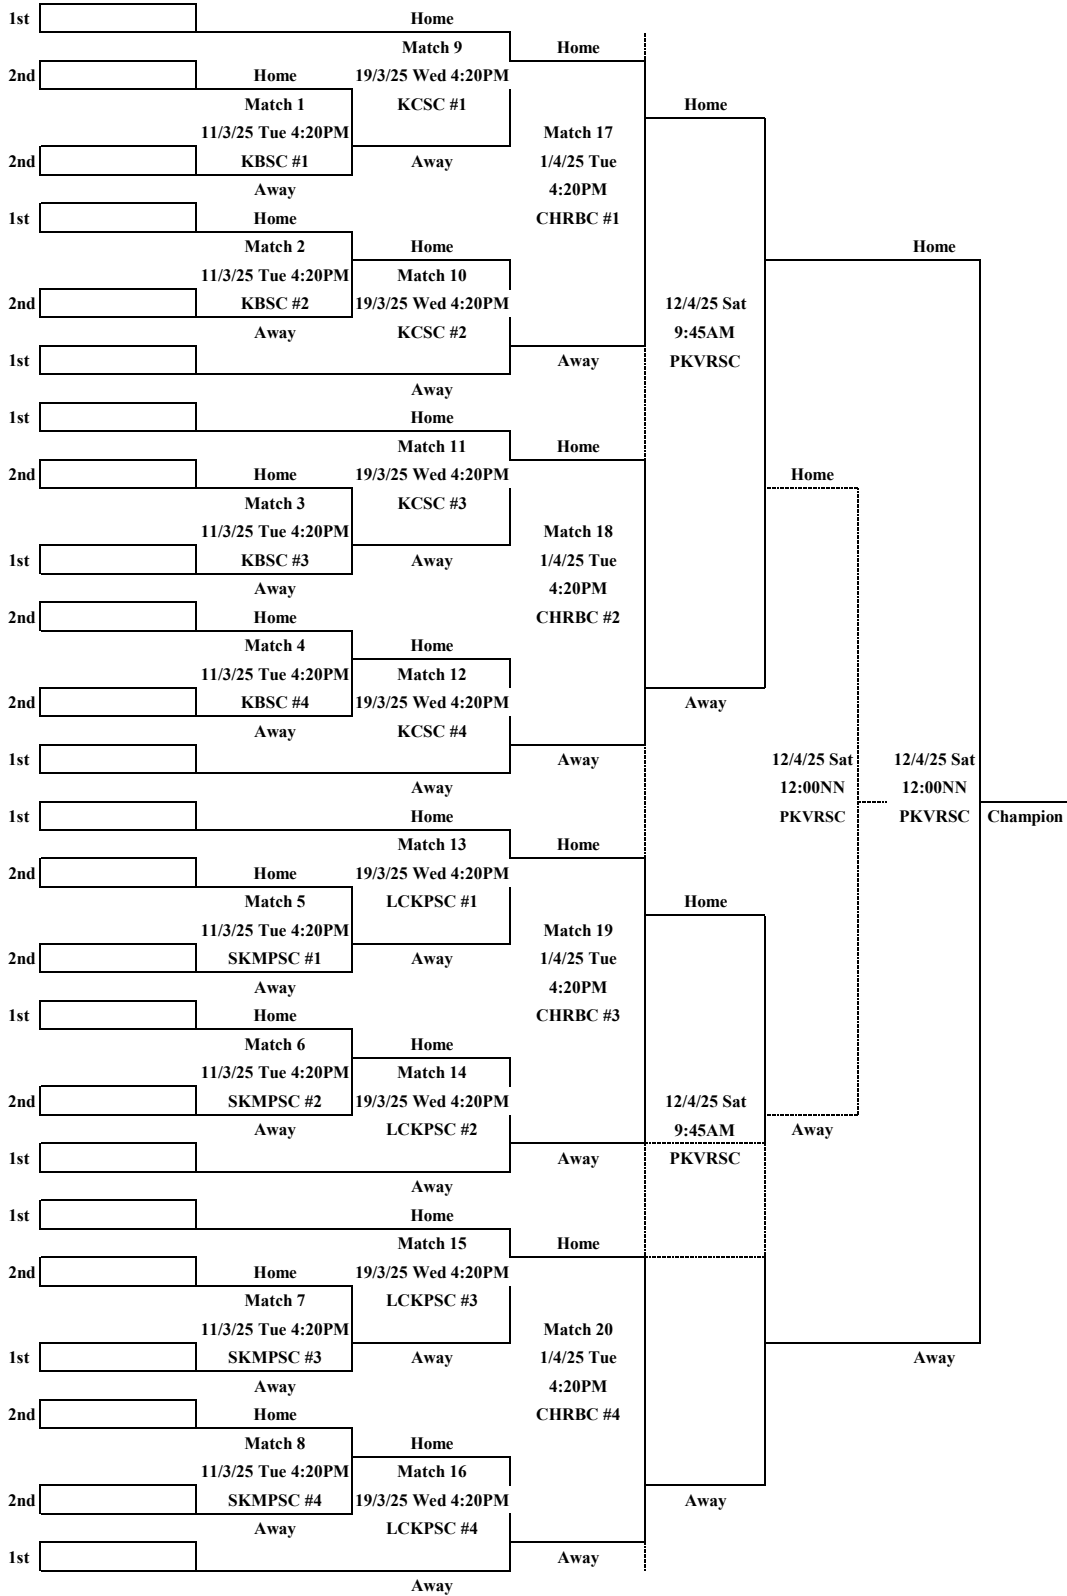 1st Home
Match 9 Home
2nd Home 19/3/25 Wed 4:20PM
Match 1 KCSC #1 Home
11/3/25 Tue 4:20PM Match 17
2nd KBSC #1 Away 1/4/25 Tue
Away 4:20PM
1st Home CHRBC #1
Match 2 Home Home
11/3/25 Tue 4:20PM Match 10
2nd KBSC #2 19/3/25 Wed 4:20PM 12/4/25 Sat
Away KCSC #2 9:45AM
1st Away PKVRSC
Away
1st Home
Match 11 Home
2nd Home 19/3/25 Wed 4:20PM Home
Match 3 KCSC #3
11/3/25 Tue 4:20PM Match 18
1st KBSC #3 Away 1/4/25 Tue
Away 4:20PM
2nd Home CHRBC #2
Match 4 Home
11/3/25 Tue 4:20PM Match 12
2nd KBSC #4 19/3/25 Wed 4:20PM Away
Away KCSC #4
1st Away 12/4/25 Sat 12/4/25 Sat
Away 12:00NN 12:00NN
1st Home PKVRSC PKVRSC Champion
Match 13 Home
2nd Home 19/3/25 Wed 4:20PM
Match 5 LCKPSC #1 Home
11/3/25 Tue 4:20PM Match 19
2nd SKMPSC #1 Away 1/4/25 Tue
Away 4:20PM
1st Home CHRBC #3
Match 6 Home
11/3/25 Tue 4:20PM Match 14
2nd SKMPSC #2 19/3/25 Wed 4:20PM 12/4/25 Sat
Away LCKPSC #2 9:45AM Away
1st Away PKVRSC
Away
1st Home
Match 15 Home
2nd Home 19/3/25 Wed 4:20PM
Match 7 LCKPSC #3
11/3/25 Tue 4:20PM Match 20
1st SKMPSC #3 Away 1/4/25 Tue Away
Away 4:20PM
2nd Home CHRBC #4
Match 8 Home
11/3/25 Tue 4:20PM Match 16
2nd SKMPSC #4 19/3/25 Wed 4:20PM Away
Away LCKPSC #4
1st Away
Away